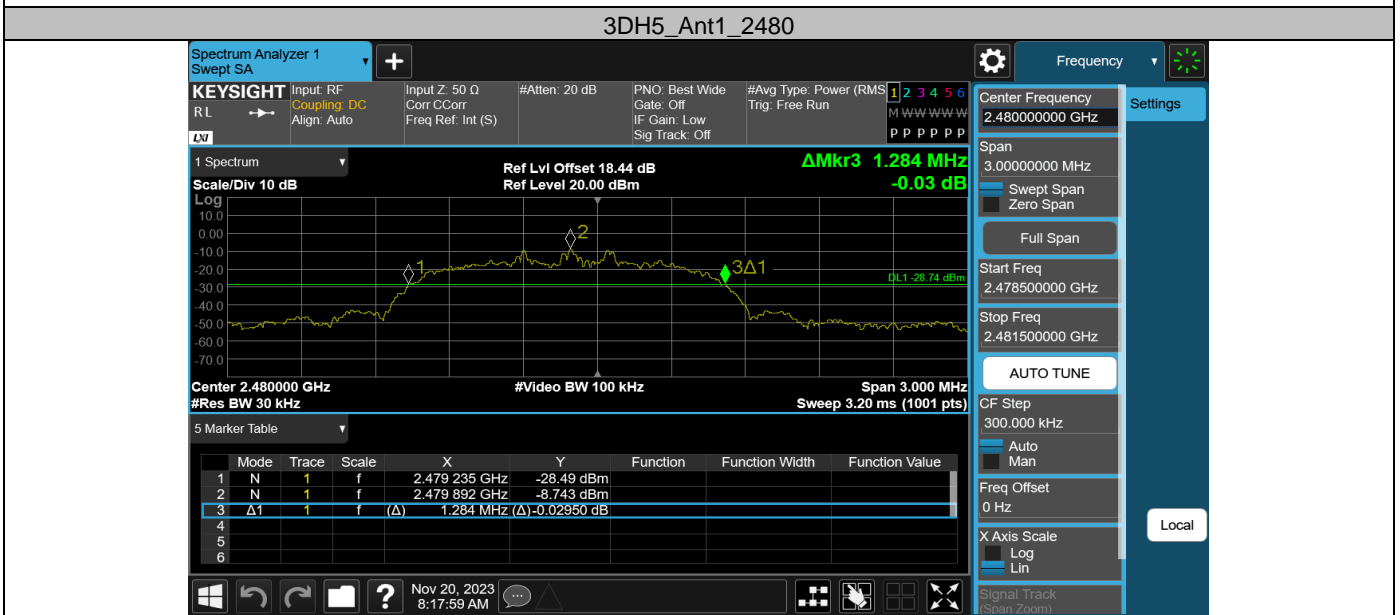 3DH5_Ant1_2480
Spectrum Analyzer 1
Swept SA
+
Frequency
KEYSIGHT
RL
LXI
Input: RF
Coupling: DC
Align: Auto
Input Z: 50 Ω
Corr CCorr
Freq Ref: Int (S)
#Atten: 20 dB
PNO: Best Wide
Gate: Off
IF Gain: Low
Sig Track: Off
#Avg Type: Power (RMS
Trig: Free Run
1 2 3 4 5 6
M W W W W W
P P P P P P
1 Spectrum
Scale/Div 10 dB
Log
Ref Lvl Offset 18.44 dB
Ref Level 20.00 dBm
ΔMkr3 1.284 MHz
-0.03 dB
10.0
0.00
-10.0
-20.0
-30.0
-40.0
-50.0
-60.0
-70.0
1
2
3Δ1
DL1 -28.74 dBm
Center 2.480000 GHz
#Res BW 30 kHz
#Video BW 100 kHz
Span 3.000 MHz
Sweep 3.20 ms (1001 pts)
5 Marker Table
Mode Trace Scale X Y Function Function Width Function Value
1 N 1 f 2.479 235 GHz -28.49 dBm
2 N 1 f 2.479 892 GHz -8.743 dBm
3 Δ1 1 f (Δ) 1.284 MHz (Δ) -0.02950 dB
4
5
6
?
Nov 20, 2023
8:17:59 AM
Center Frequency
2.480000000 GHz
Settings
Span
3.00000000 MHz
Swept Span
Zero Span
Full Span
Start Freq
2.478500000 GHz
Stop Freq
2.481500000 GHz
AUTO TUNE
CF Step
300.000 kHz
Auto
Man
Freq Offset
0 Hz
Local
X Axis Scale
Log
Lin
Signal Track
(Span Zoom)